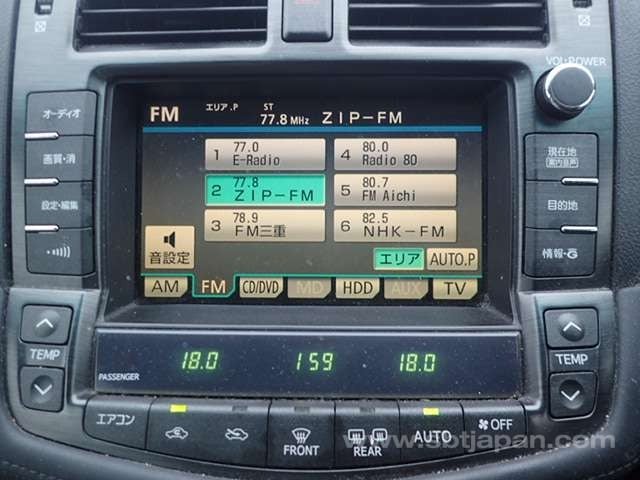 VOL·POWER
FM エリア.P ST 77.8 MHz ZIP-FM
オーディオ
画質・消
設定・編集
1 77.0 E-Radio
4 80.0 Radio 80
2 77.8 ZIP-FM
5 80.7 FM Aichi
3 78.9 FM三重
6 82.5 NHK-FM
音設定
エリア AUTO.P
AM FM CD/DVD MD HDD AUX TV
現在地
案内音声
目的地
情報・G
TEMP
18.0 1:59 18.0
PASSENGER
TEMP
エアコン FRONT REAR AUTO OFF
www.sbtjapan.com